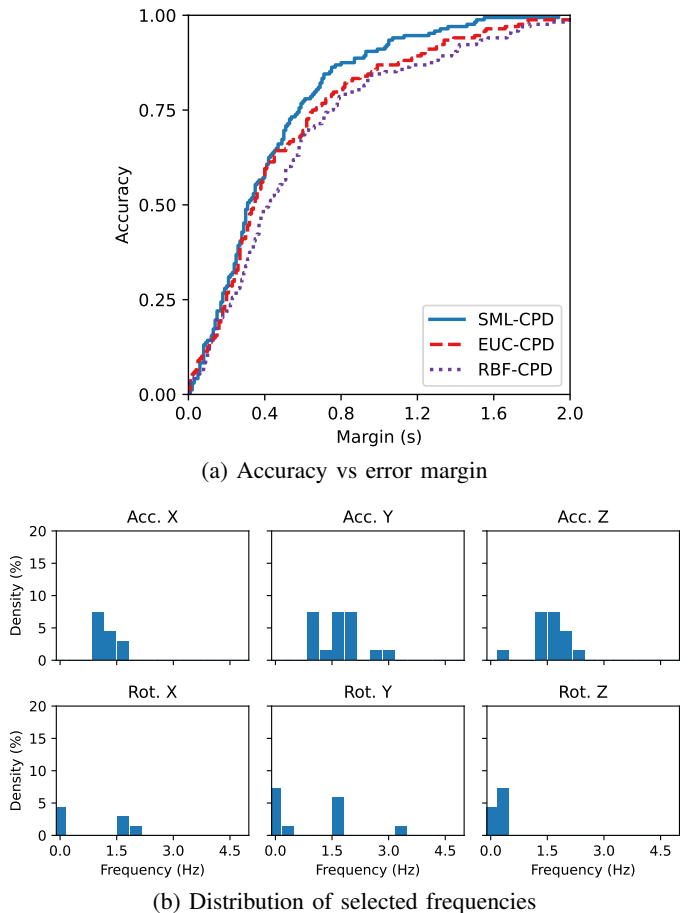 1.00
0.75
0.50
0.25
0.00
Accuracy
SML-CPD
EUC-CPD
RBF-CPD
0.0 0.4 0.8 1.2 1.6 2.0
Margin (s)
(a) Accuracy vs error margin
Acc. X Acc. Y Acc. Z
20
15
10
5
0
Density (%)
Rot. X Rot. Y Rot. Z
20
15
10
5
0
Density (%)
0.0 1.5 3.0 4.5 0.0 1.5 3.0 4.5 0.0 1.5 3.0 4.5
Frequency (Hz) Frequency (Hz) Frequency (Hz)
(b) Distribution of selected frequencies